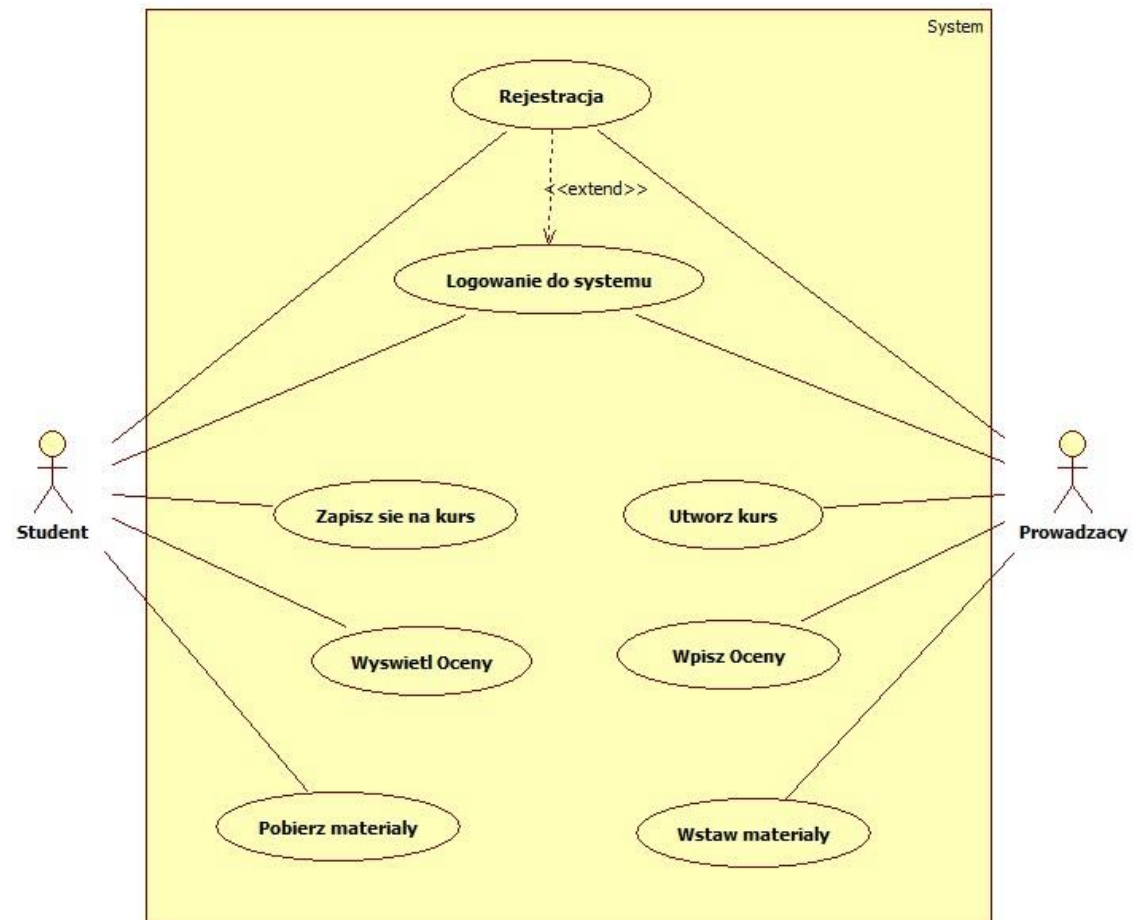 System
Rejestracja
<<extend>>
Logowanie do systemu
Zapisz sie na kurs
Utworz kurs
Student
Prowadzacy
Wyswietl Oceny
Wpisz Oceny
Pobierz materialy
Wstaw materialy